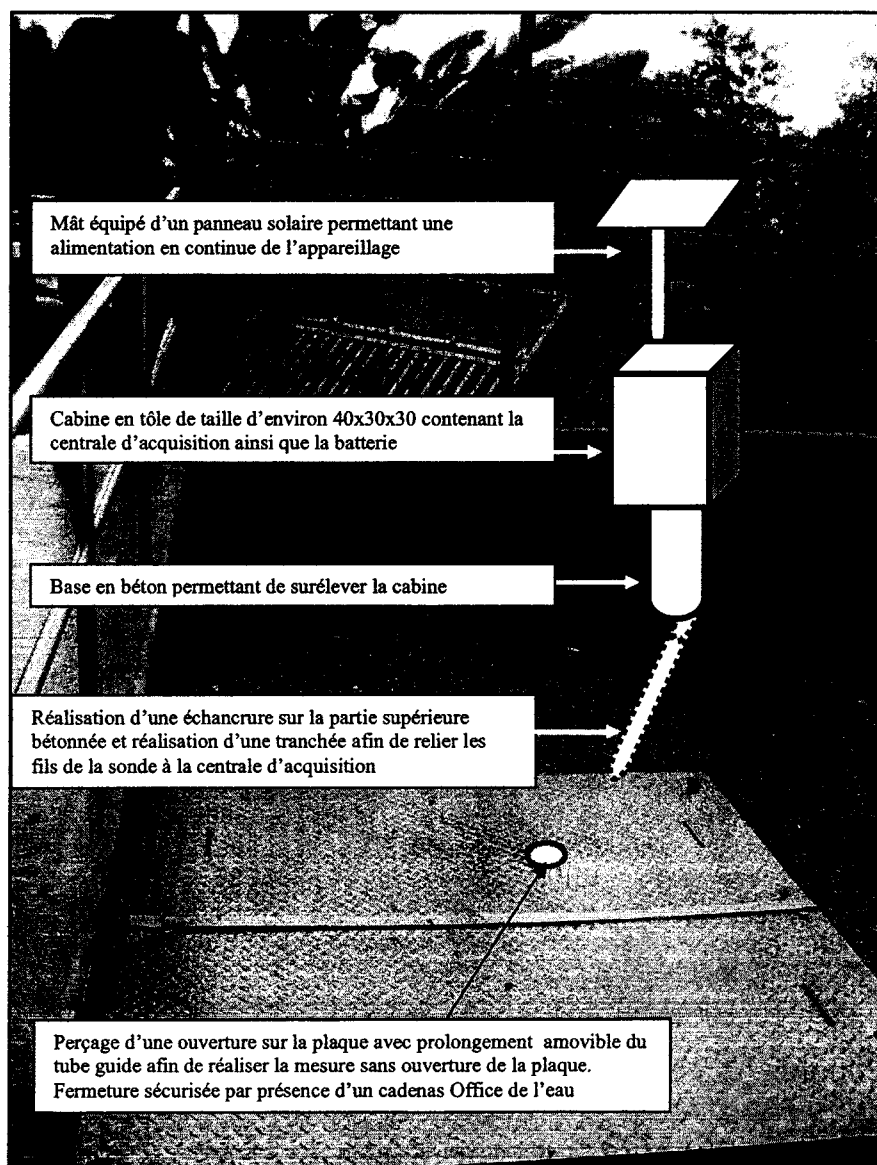 Mât équipé d'un panneau solaire permettant une
alimentation en continue de l'appareillage
Cabine en tôle de taille d'environ 40x30x30 contenant la
centrale d'acquisition ainsi que la batterie
Base en béton permettant de surélever la cabine
Réalisation d'une échancrure sur la partie supérieure
bétonnée et réalisation d'une tranchée afin de relier les
fils de la sonde à la centrale d'acquisition
Perçage d'une ouverture sur la plaque avec prolongement amovible du
tube guide afin de réaliser la mesure sans ouverture de la plaque.
Fermeture sécurisée par présence d'un cadenas Office de l'eau